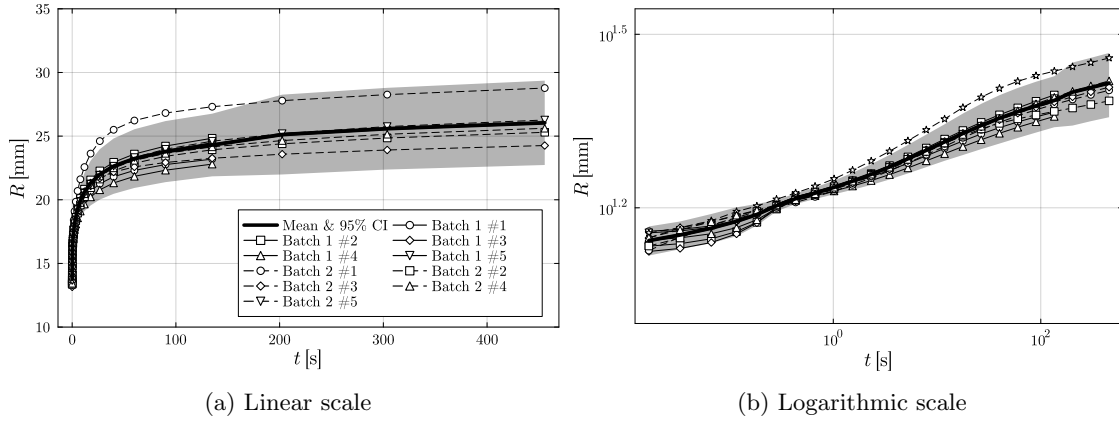 35
30
25
20
15
10
R [mm]
0
100
200
300
400
t [s]
Mean & 95% CI
Batch 1 #1
Batch 1 #2
Batch 1 #3
Batch 1 #4
Batch 1 #5
Batch 2 #1
Batch 2 #2
Batch 2 #3
Batch 2 #4
Batch 2 #5
(a) Linear scale
10^1.5
10^1.2
R [mm]
10^0
10^2
t [s]
(b) Logarithmic scale